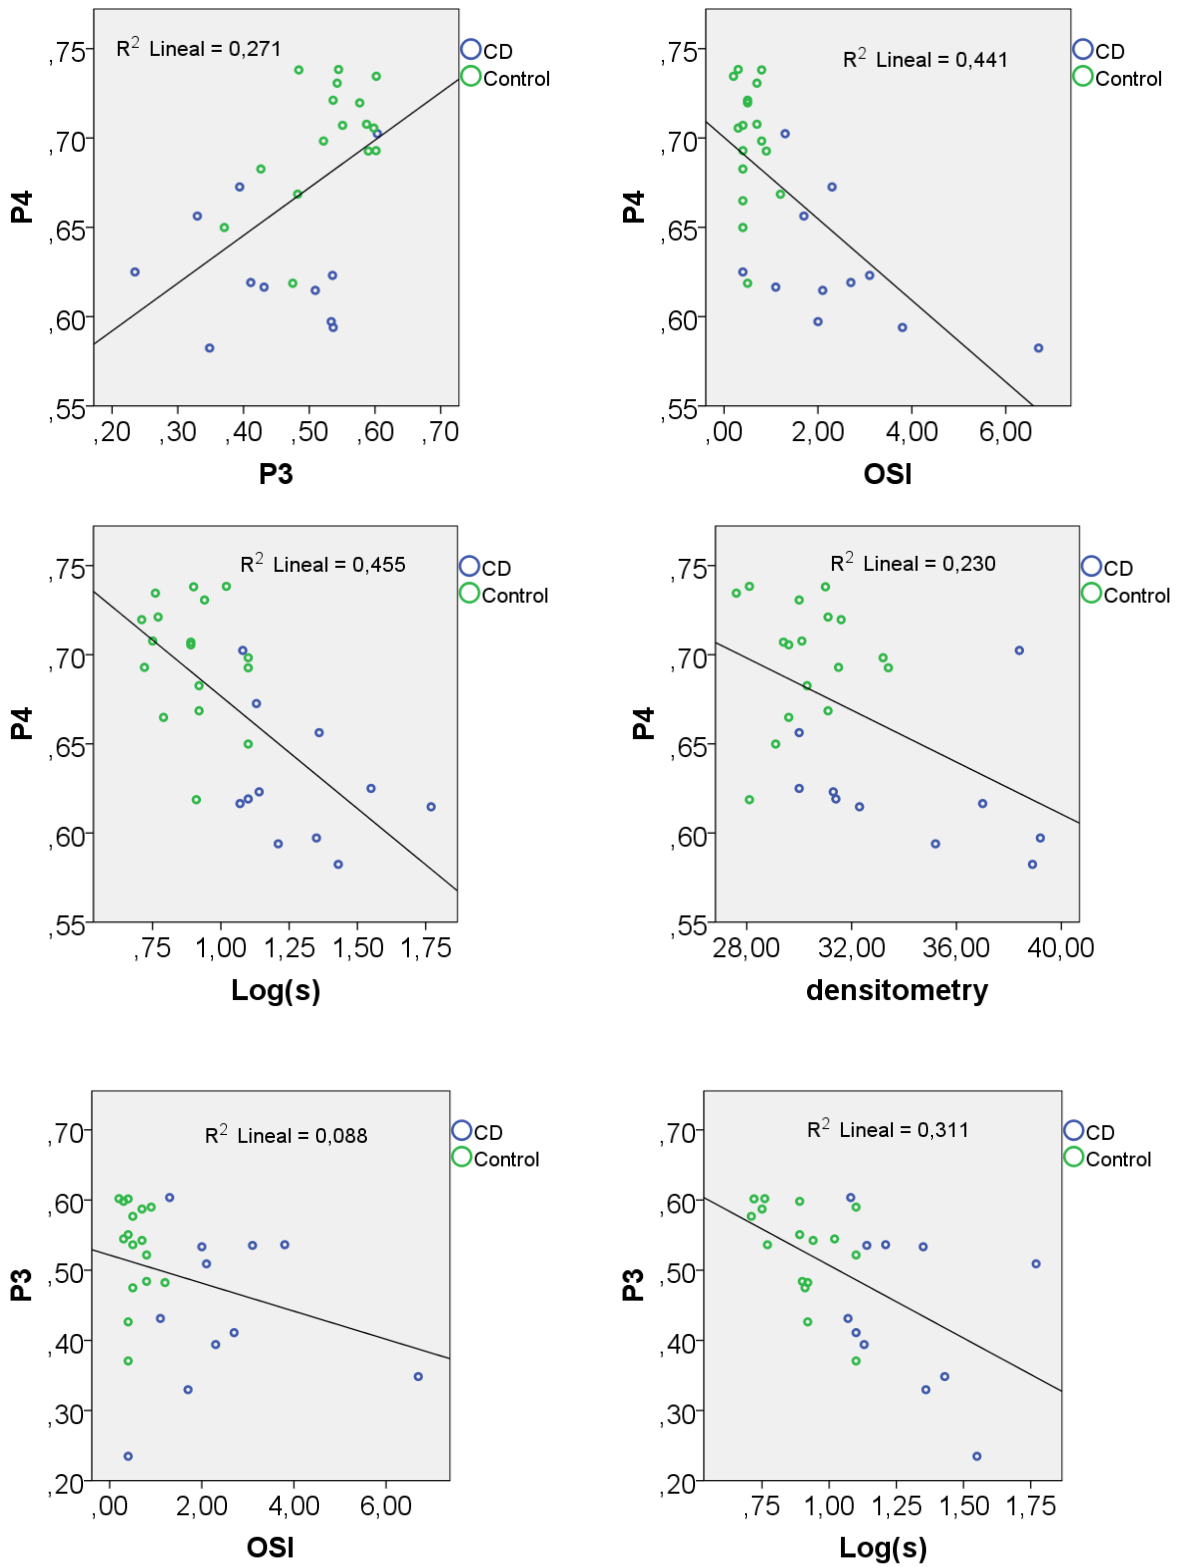 R² Lineal = 0,271
CD
Control
,75
,70
,65
,60
,55
P4
,20 ,30 ,40 ,50 ,60 ,70
P3
R² Lineal = 0,441
CD
Control
,75
,70
,65
,60
,55
P4
,00 2,00 4,00 6,00
OSI
R² Lineal = 0,455
CD
Control
,75
,70
,65
,60
,55
P4
,75 1,00 1,25 1,50 1,75
Log(s)
R² Lineal = 0,230
CD
Control
,75
,70
,65
,60
,55
P4
28,00 32,00 36,00 40,00
densitometry
R² Lineal = 0,088
CD
Control
,70
,60
,50
,40
,30
,20
P3
,00 2,00 4,00 6,00
OSI
R² Lineal = 0,311
CD
Control
,70
,60
,50
,40
,30
,20
P3
,75 1,00 1,25 1,50 1,75
Log(s)